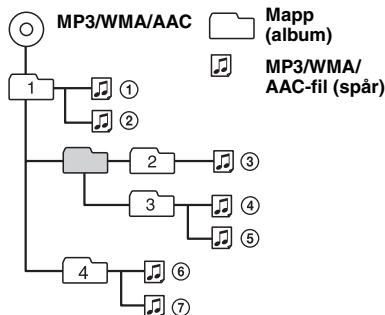 MP3/WMA/AAC
Mapp
(album)
MP3/WMA/
AAC-fil (spår)
1
①
②
2
③
3
④
⑤
4
⑥
⑦